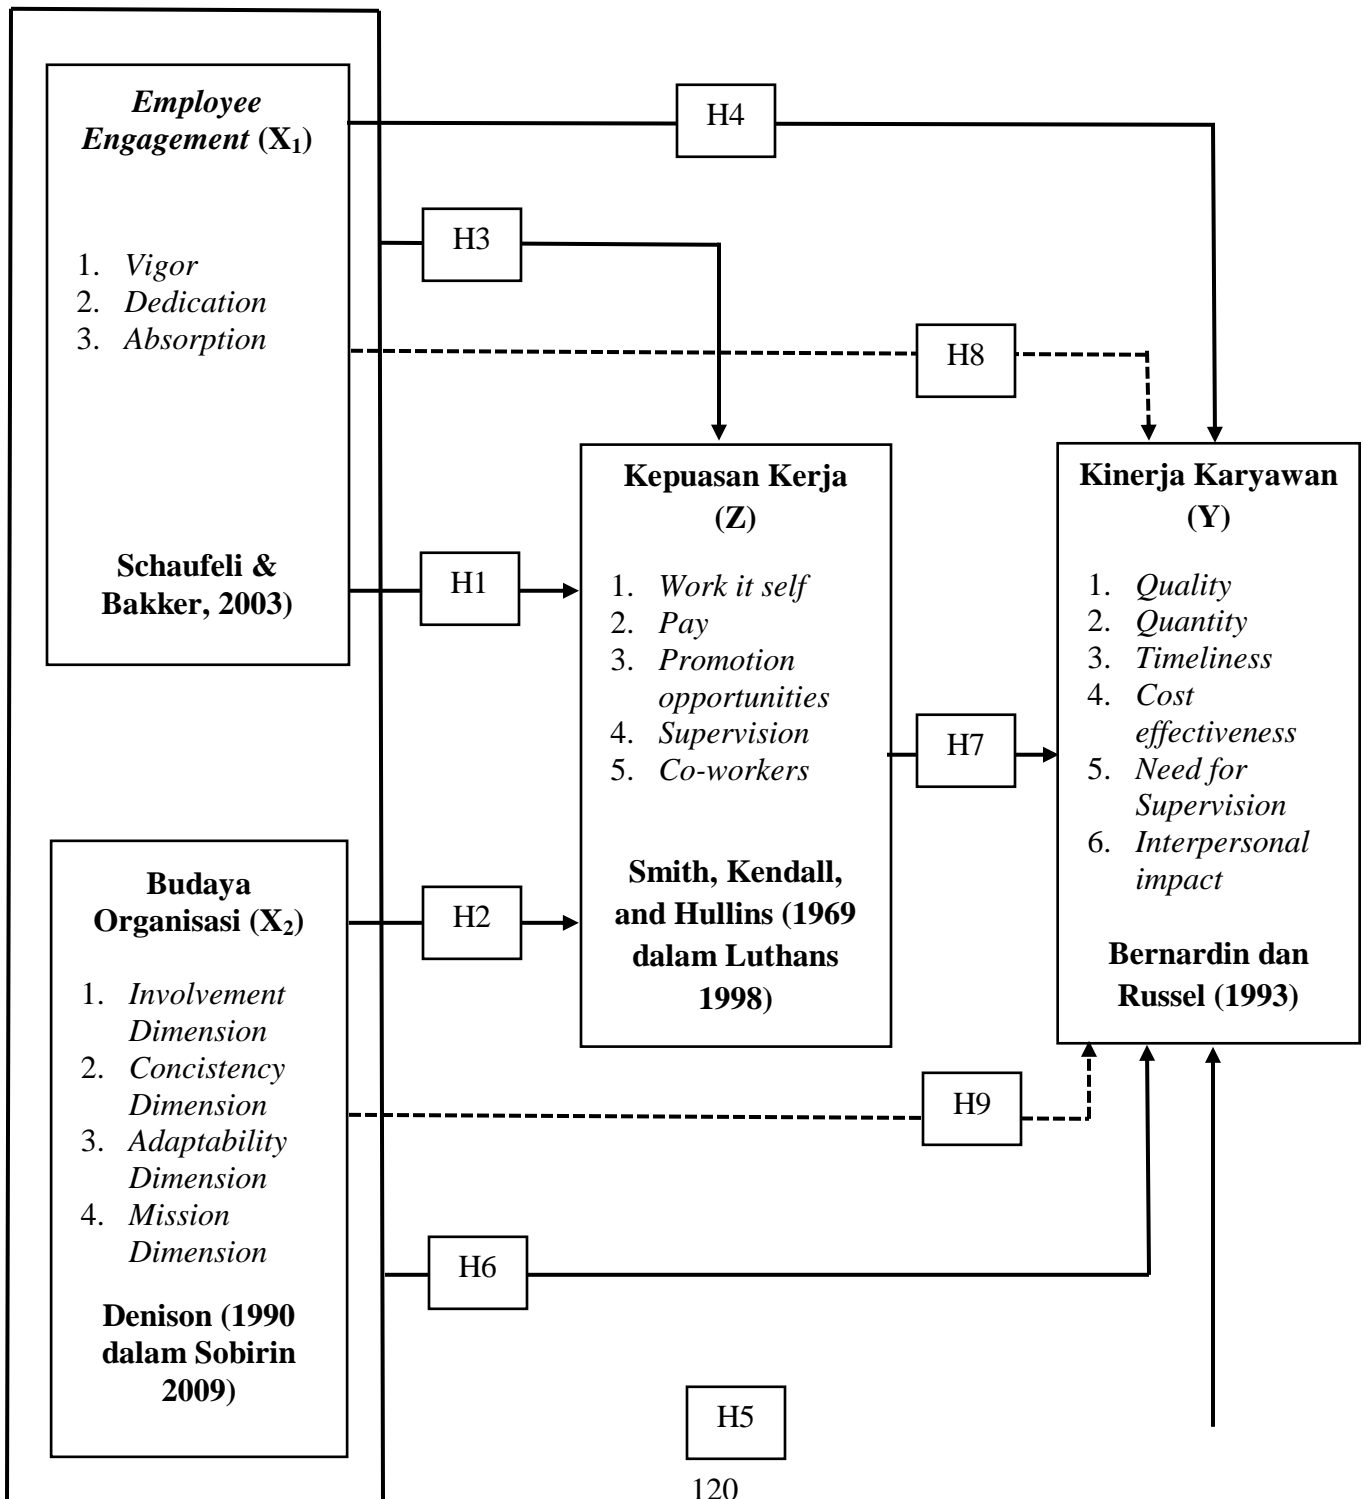 Employee
Engagement (X1)
1. Vigor
2. Dedication
3. Absorption
Schaufeli &
Bakker, 2003)
H4
H3
H8
H1
Kepuasan Kerja
(Z)
1. Work it self
2. Pay
3. Promotion
opportunities
4. Supervision
5. Co-workers
Smith, Kendall,
and Hullins (1969
dalam Luthans
1998)
H7
Kinerja Karyawan
(Y)
1. Quality
2. Quantity
3. Timeliness
4. Cost
effectiveness
5. Need for
Supervision
6. Interpersonal
impact
Bernardin dan
Russel (1993)
Budaya
Organisasi (X2)
1. Involvement
Dimension
2. Concistency
Dimension
3. Adaptability
Dimension
4. Mission
Dimension
Denison (1990
dalam Sobirin
2009)
H2
H9
H6
H5
120